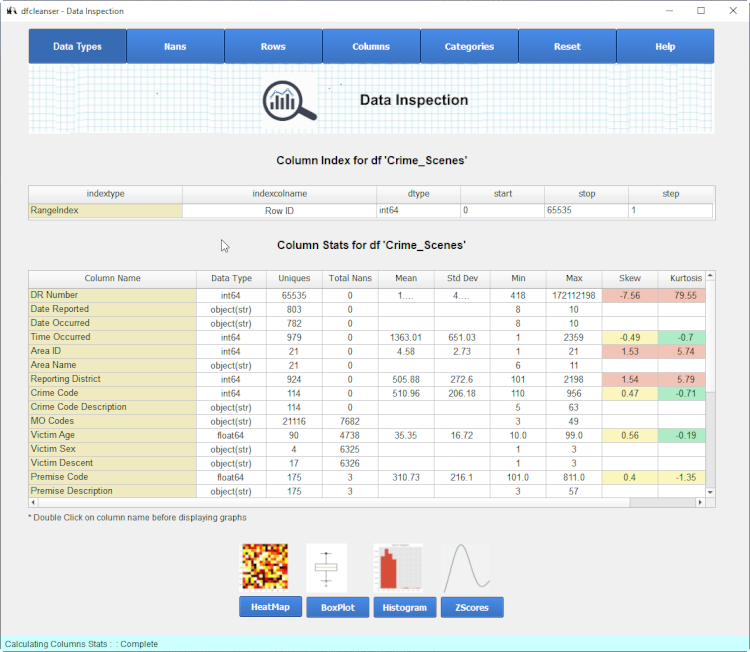 dfcleanser - Data Inspection
Data Types Nans Rows Columns Categories Reset Help
Data Inspection
Column Index for df 'Crime_Scenes'
indextype indexcolname dtype start stop step
RangeIndex Row ID int64 0 65535 1
Column Stats for df 'Crime_Scenes'
Column Name Data Type Uniques Total Nans Mean Std Dev Min Max Skew Kurtosis
DR Number int64 65535 0 1.... 4.... 418 172112198 -7.56 79.55
Date Reported object(str) 803 0 8 10
Date Occurred object(str) 782 0 8 10
Time Occurred int64 979 0 1363.01 651.03 1 2359 -0.49 -0.7
Area ID int64 21 0 4.58 2.73 1 21 1.53 5.74
Area Name object(str) 21 0 6 11
Reporting District int64 924 0 505.88 272.6 101 2198 1.54 5.79
Crime Code int64 114 0 510.96 206.18 110 956 0.47 -0.71
Crime Code Description object(str) 114 0 5 63
MO Codes object(str) 21116 7682 3 49
Victim Age float64 90 4738 35.35 16.72 10.0 99.0 0.56 -0.19
Victim Sex object(str) 4 6325 1 3
Victim Descent object(str) 17 6326 1 3
Premise Code float64 175 3 310.73 216.1 101.0 811.0 0.4 -1.35
Premise Description object(str) 175 3 3 57
* Double Click on column name before displaying graphs
HeatMap BoxPlot Histogram ZScores
Calculating Columns Stats : : Complete